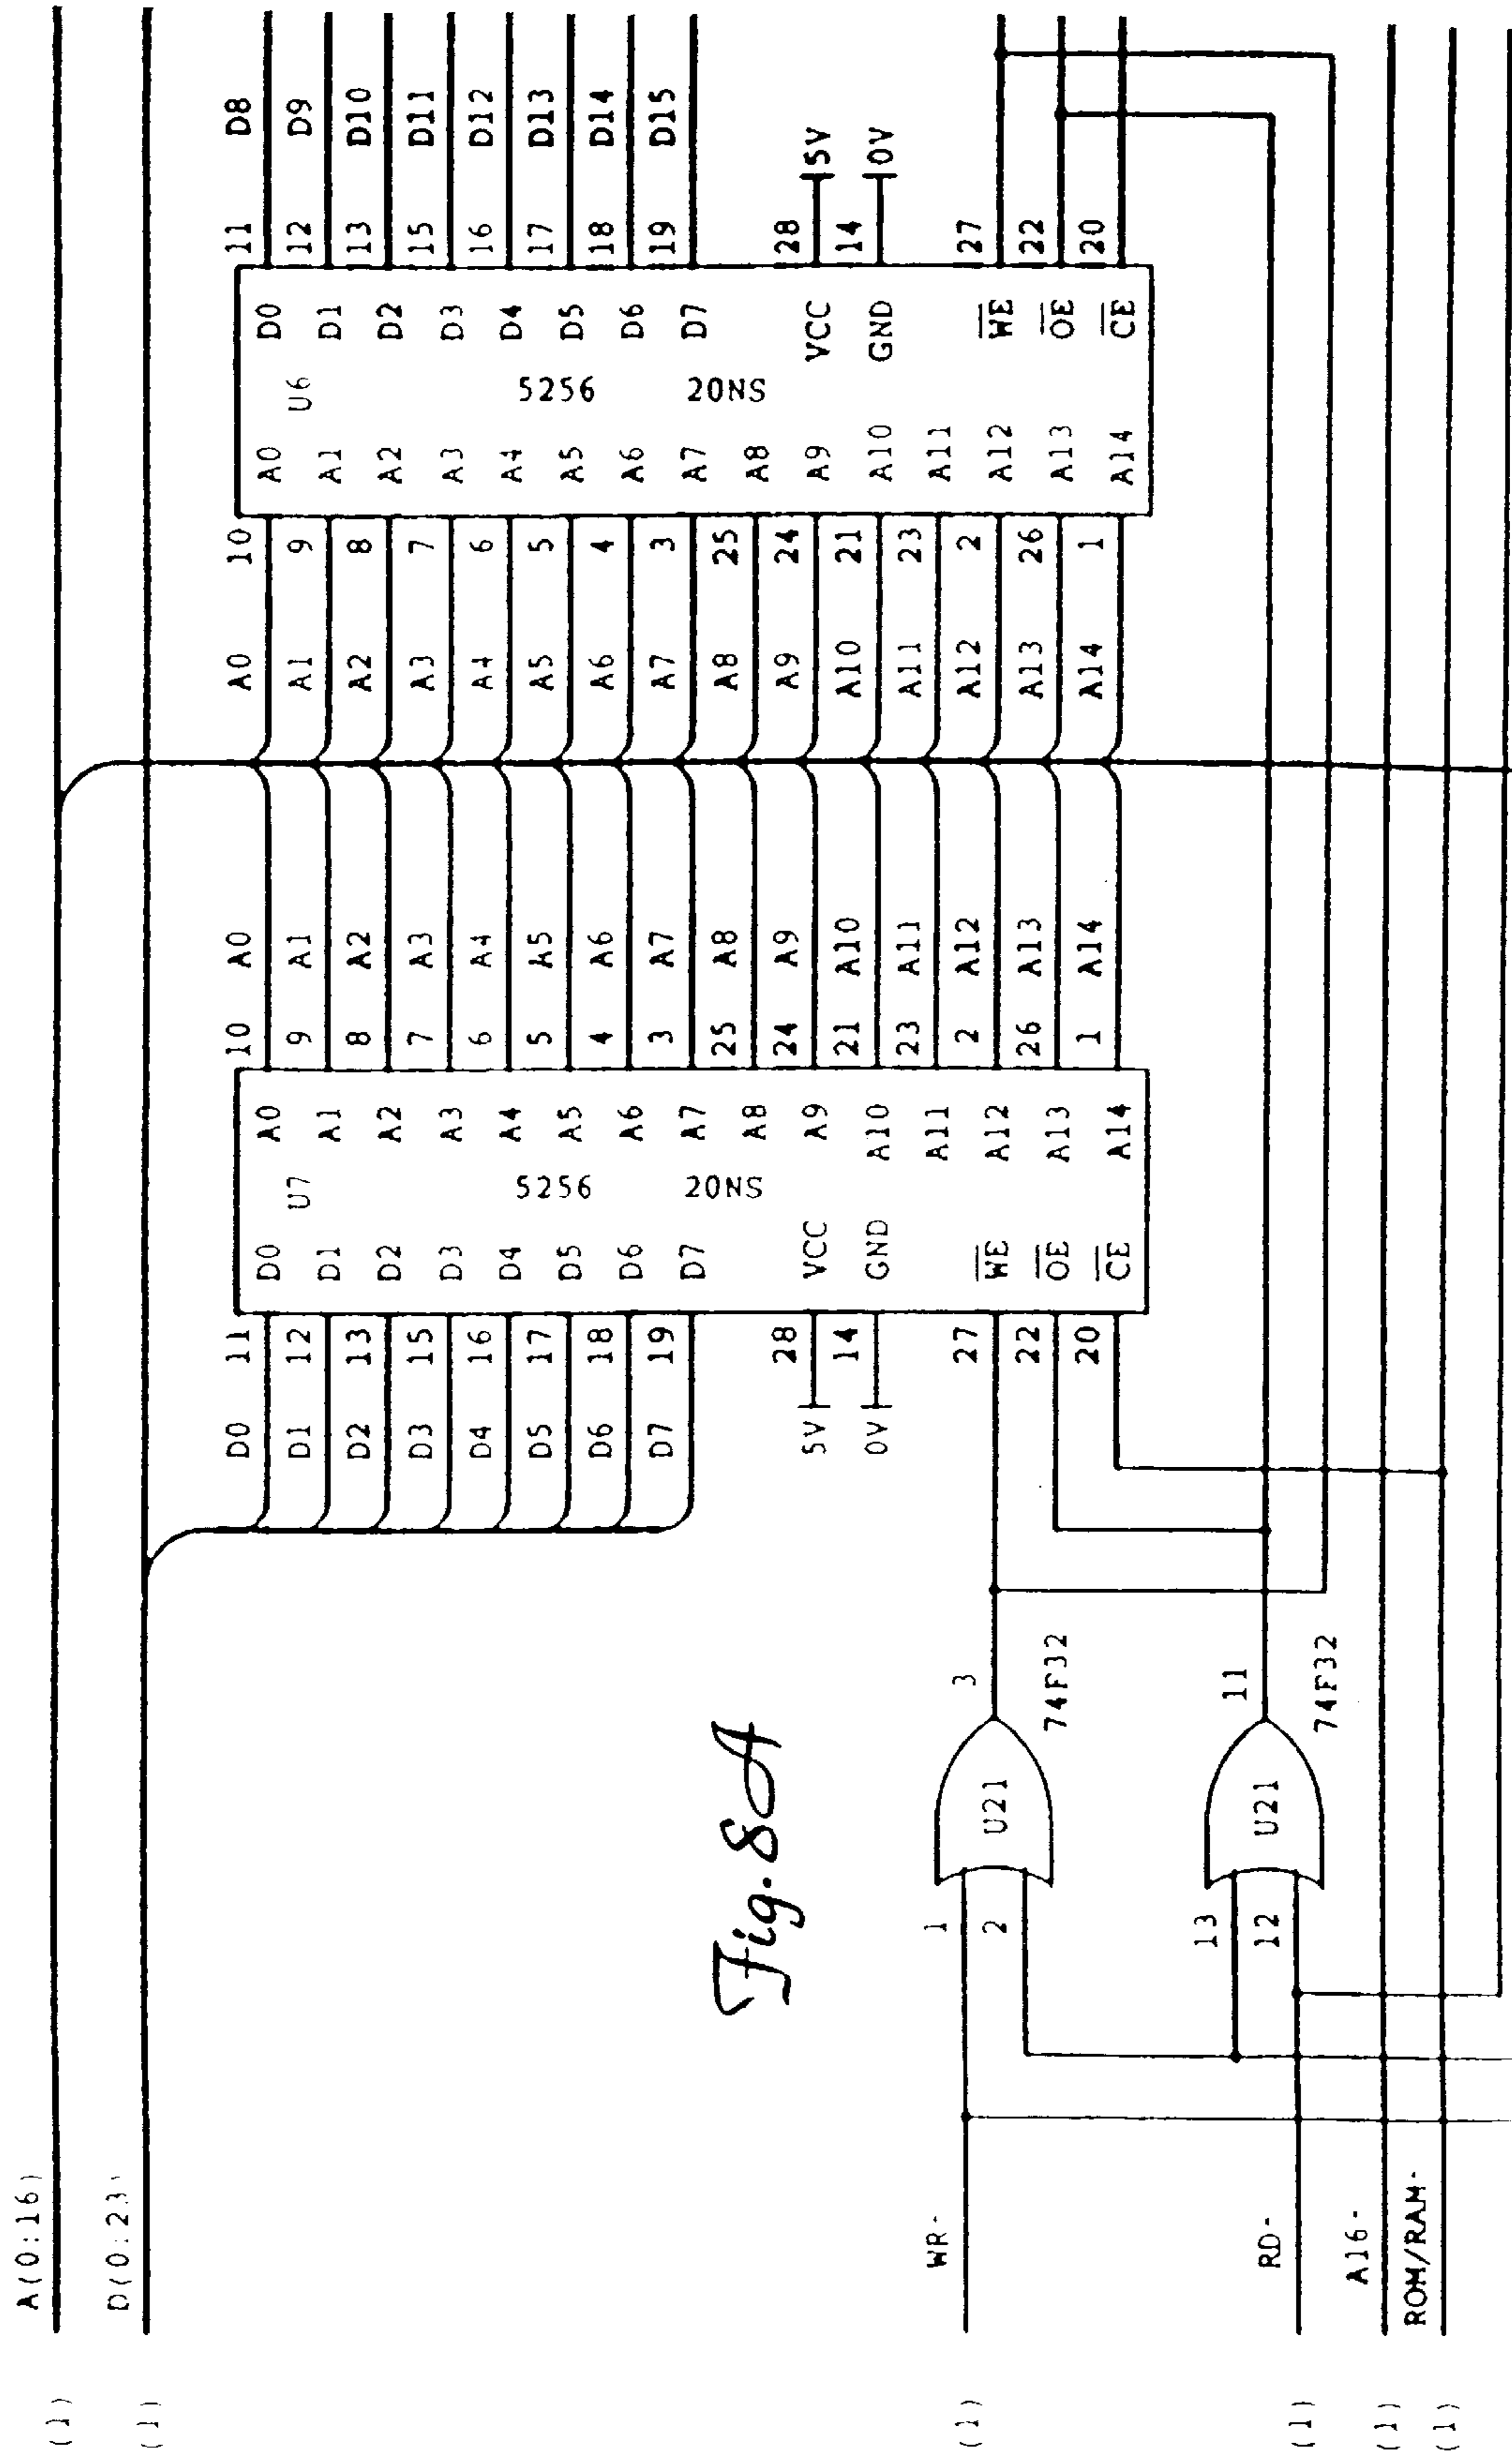 (1) A(0:16)
(1) D(0:23)
D0 11 10 A0 A0 10 11 D8
D0 A0 A0 D0
D1 12 U7 9 A1 A1 9 U6 12 D9
D1 A1 A1 D1
D2 13 8 A2 A2 8 13 D10
D2 A2 A2 D2
D3 15 7 A3 A3 7 15 D11
D3 A3 A3 D3
D4 16 6 A4 A4 6 16 D12
D4 A4 A4 D4
D5 17 5 A5 A5 5 17 D13
D5 5256 A5 A5 5256 D5
D6 18 4 A6 A6 4 18 D14
D6 A6 A6 D6
D7 19 3 A7 A7 3 19 D15
D7 A7 A7 D7
20NS 25 A8 A8 25 20NS
A8 A8
Fig. 8A
28 24 A9 A9 24 28
5V VCC A9 A9 VCC 5V
14 21 A10 A10 21 14
0V GND A10 A10 GND 0V
23 A11 A11 23
A11 A11
(1) WR- 1 3 27 2 A12 A12 2 27
2 U21 WE A12 A12 WE
22 26 A13 A13 26 22
74F32 OE A13 A13 OE
20 1 A14 A14 1 20
CE A14 A14 CE
13 11
(1) RD- 12 U21
74F32
(1) A16-
(1) ROM/RAM-